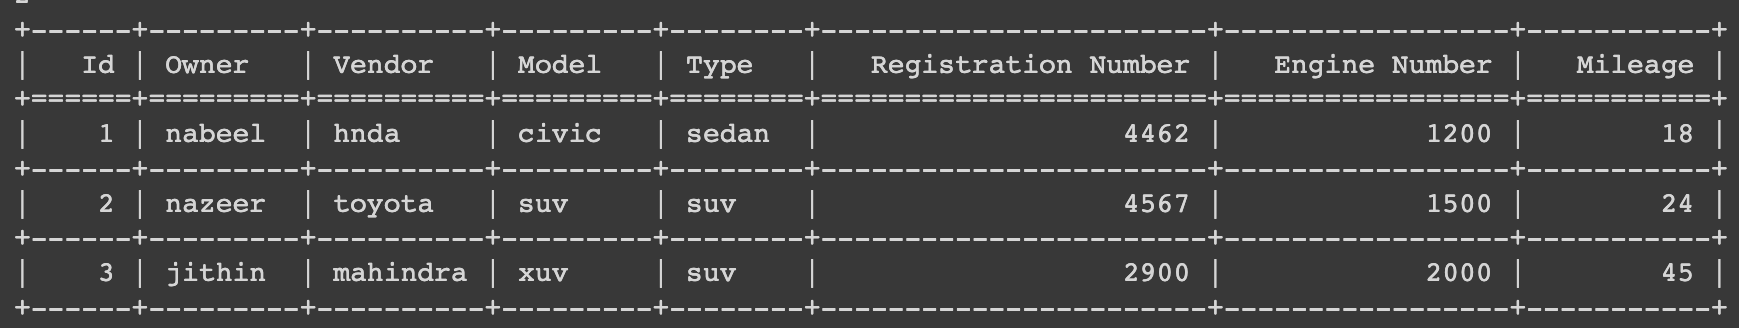 +------+---------+----------+---------+--------+-----------------------+-----------------+-----------+
|   Id | Owner   | Vendor   | Model   | Type   |   Registration Number |   Engine Number |   Mileage |
+======+=========+==========+=========+========+=======================+=================+===========+
|    1 | nabeel  | hnda     | civic   | sedan  |                  4462 |            1200 |        18 |
+------+---------+----------+---------+--------+-----------------------+-----------------+-----------+
|    2 | nazeer  | toyota   | suv     | suv    |                  4567 |            1500 |        24 |
+------+---------+----------+---------+--------+-----------------------+-----------------+-----------+
|    3 | jithin  | mahindra | xuv     | suv    |                  2900 |            2000 |        45 |
+------+---------+----------+---------+--------+-----------------------+-----------------+-----------+